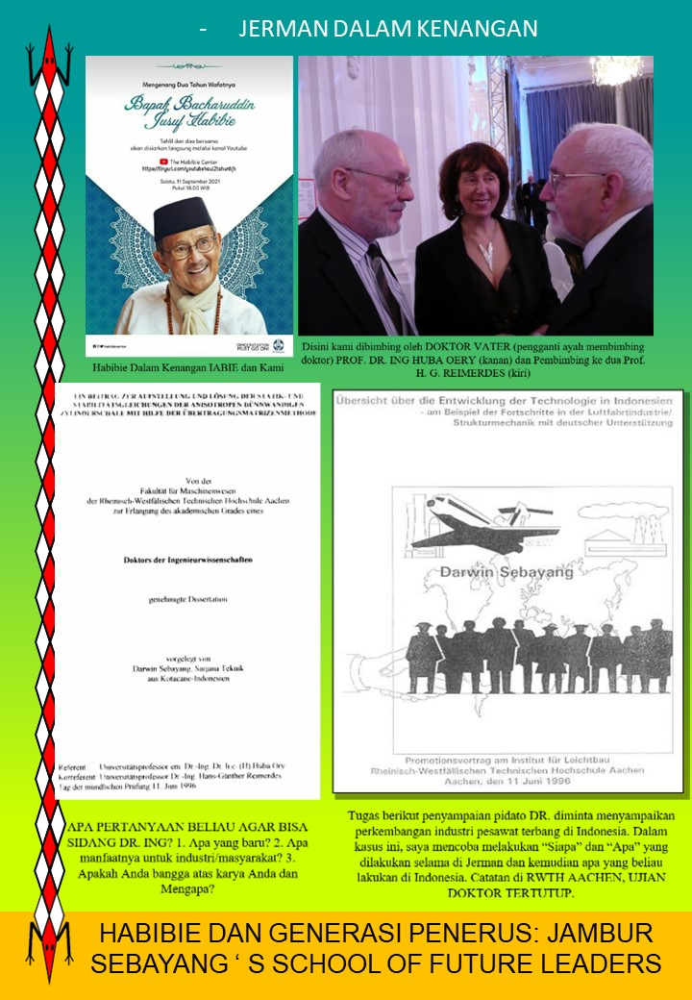 - JERMAN DALAM KENANGAN
Mengenang Dua Tahun Wafatnya
Bapak Bacharuddin
Jusuf Habibie
Tahlil dan doa bersama
akan disiarkan langsung melalui kanal Youtube
The Habibie Center
Sabtu, 11 September 2021
Pukul 18.00 WIB
DEMOCRATIZATION
MUST GO ON!
Habibie Dalam Kenangan IABIE dan Kami
Disini kami dibimbing oleh DOKTOR VATER (pengganti ayah membimbing
doktor) PROF. DR. ING HUBA OERY (kanan) dan Pembimbing ke dua Prof.
H. G. REIMERDES (kiri)
EIN BEITRAG ZUR AUFSTELLUNG UND LÖSUNG DER STATIK- UND
STABILITÄTSGLEICHUNGEN DER ANISOTROPEN DÜNNWANDIGEN
ZYLINDERSCHALE MIT HILFE DER ÜBERTRAGUNGSMATRIZENMETHODE
Von der
Fakultät für Maschinenwesen
der Rheinisch-Westfälischen Technischen Hochschule Aachen
zur Erlangung des akademischen Grades eines
Doktors der Ingenieurwissenschaften
genehmigte Dissertation
vorgelegt von
Darwin Sebayang, Sarjana Teknik
aus Kotacane-Indonesien
Referent Universitätsprofessor em. Dr.-Ing. Dr. h.c. Huba Ory
Korreferent Universitätsprofessor Dr.-Ing. Hans-Günther Reimerdes
Tag der mündlichen Prüfung 11. Juni 1996
Übersicht über die Entwicklung der Technologie in Indonesien
- am Beispiel der Fortschritte in der Luftfahrtindustrie/
Strukturmechanik mit deutscher Unterstützung
Darwin Sebayang
Promotionsvortrag am Institut für Leichtbau
Rheinisch-Westfällischen Technischen Hochschule Aachen
Aachen, den 11 Juni 1996
APA PERTANYAAN BELIAU AGAR BISA
SIDANG DR. ING? 1. Apa yang baru? 2. Apa
manfaatnya untuk industri/masyarakat? 3.
Apakah Anda bangga atas karya Anda dan
Mengapa?
Tugas berikut penyampaian pidato DR. diminta menyampaikan
perkembangan industri pesawat terbang di Indonesia. Dalam
kasus ini, saya mencoba melakukan “Siapa” dan “Apa” yang
dilakukan selama di Jerman dan kemudian apa yang beliau
lakukan di Indonesia. Catatan di RWTH AACHEN, UJIAN
DOKTOR TERTUTUP.
HABIBIE DAN GENERASI PENERUS: JAMBUR
SEBAYANG ‘ S SCHOOL OF FUTURE LEADERS